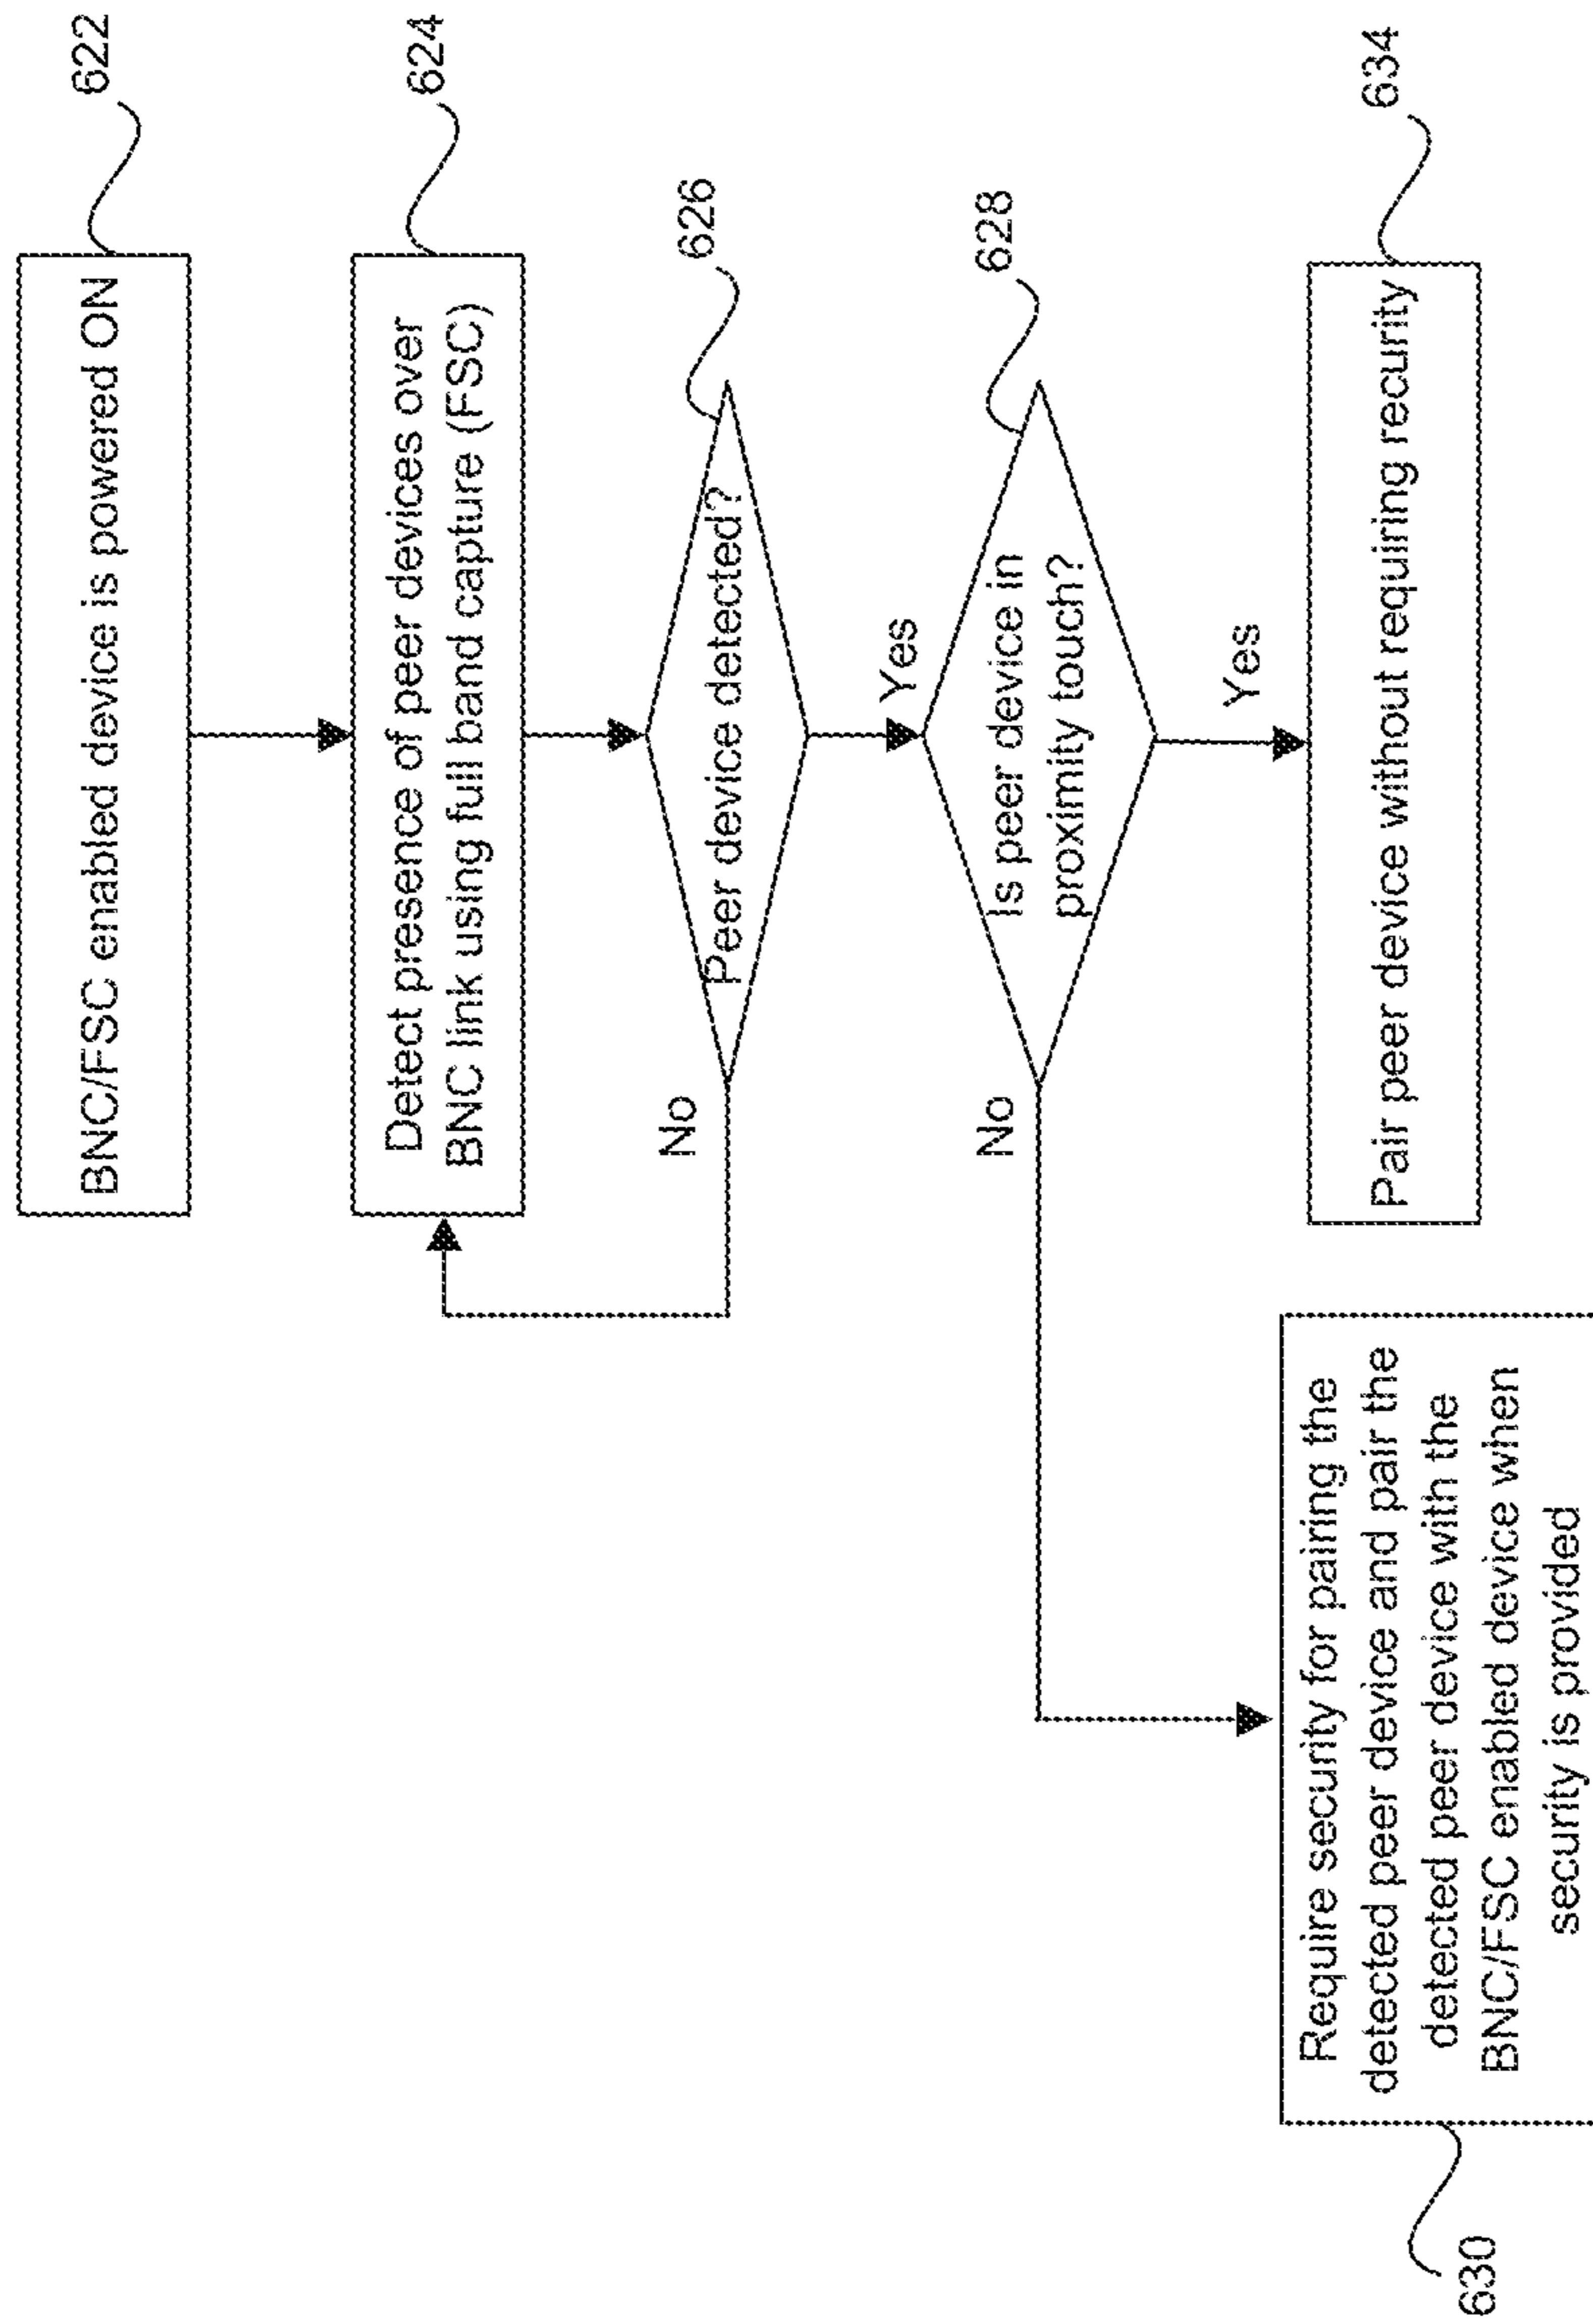 BNC/FSC enabled device is powered ON
622
Detect presence of peer devices over
BNC link using full band capture (FSC)
624
Peer device detected?
626
No
Yes
Is peer device in
proximity touch?
628
No
Yes
Require security for pairing the
detected peer device and pair the
detected peer device with the
BNC/FSC enabled device when
security is provided
630
Pair peer device without requiring recurity
634